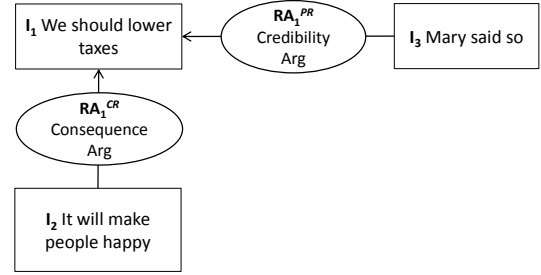 I₁ We should lower
taxes
RA₁ᴾᴿ
Credibility
Arg
I₃ Mary said so
RA₁ᶜᴿ
Consequence
Arg
I₂ It will make
people happy